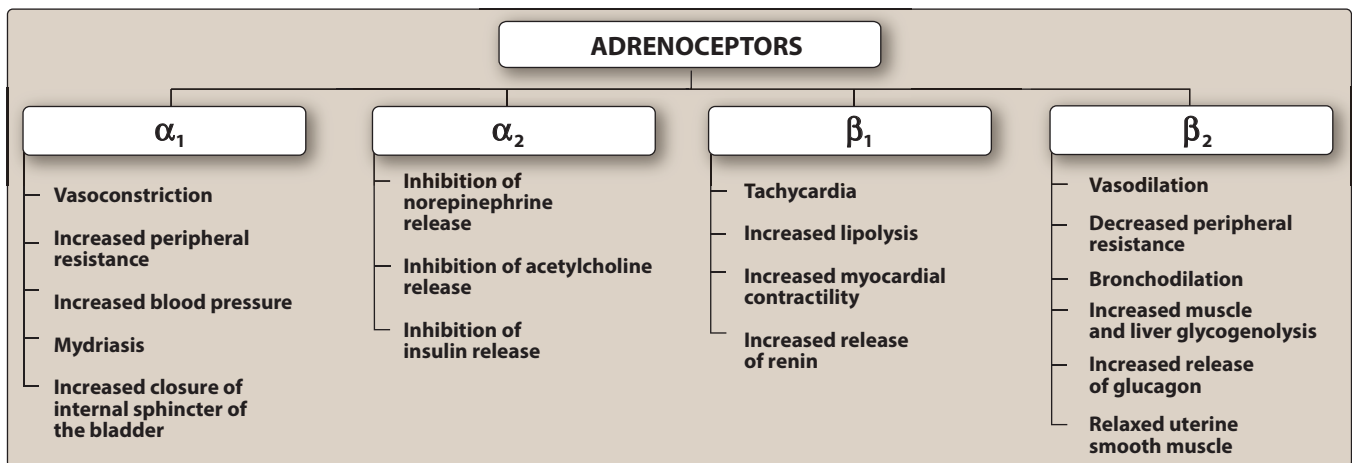 ADRENOCEPTORS
α₁
Vasoconstriction
Increased peripheral
resistance
Increased blood pressure
Mydriasis
Increased closure of
internal sphincter of
the bladder
α₂
Inhibition of
norepinephrine
release
Inhibition of acetylcholine
release
Inhibition of
insulin release
β₁
Tachycardia
Increased lipolysis
Increased myocardial
contractility
Increased release
of renin
β₂
Vasodilation
Decreased peripheral
resistance
Bronchodilation
Increased muscle
and liver glycogenolysis
Increased release
of glucagon
Relaxed uterine
smooth muscle